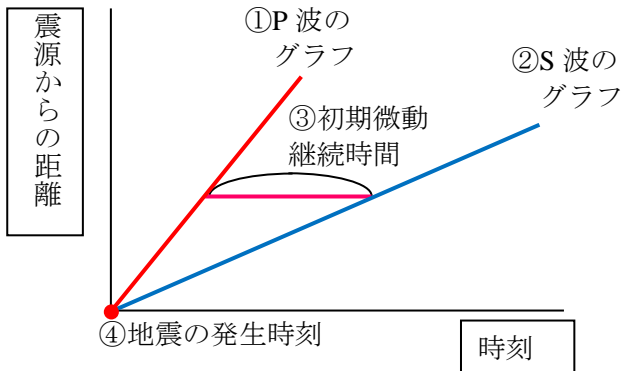 震源からの距離
①P 波の
グラフ
②S 波の
グラフ
③初期微動
継続時間
④地震の発生時刻
時刻